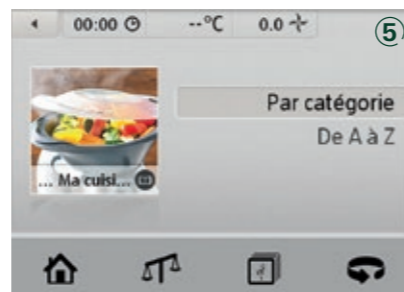 00:00 --°C 0.0 5
Par catégorie
De A à Z
... Ma cuisi...